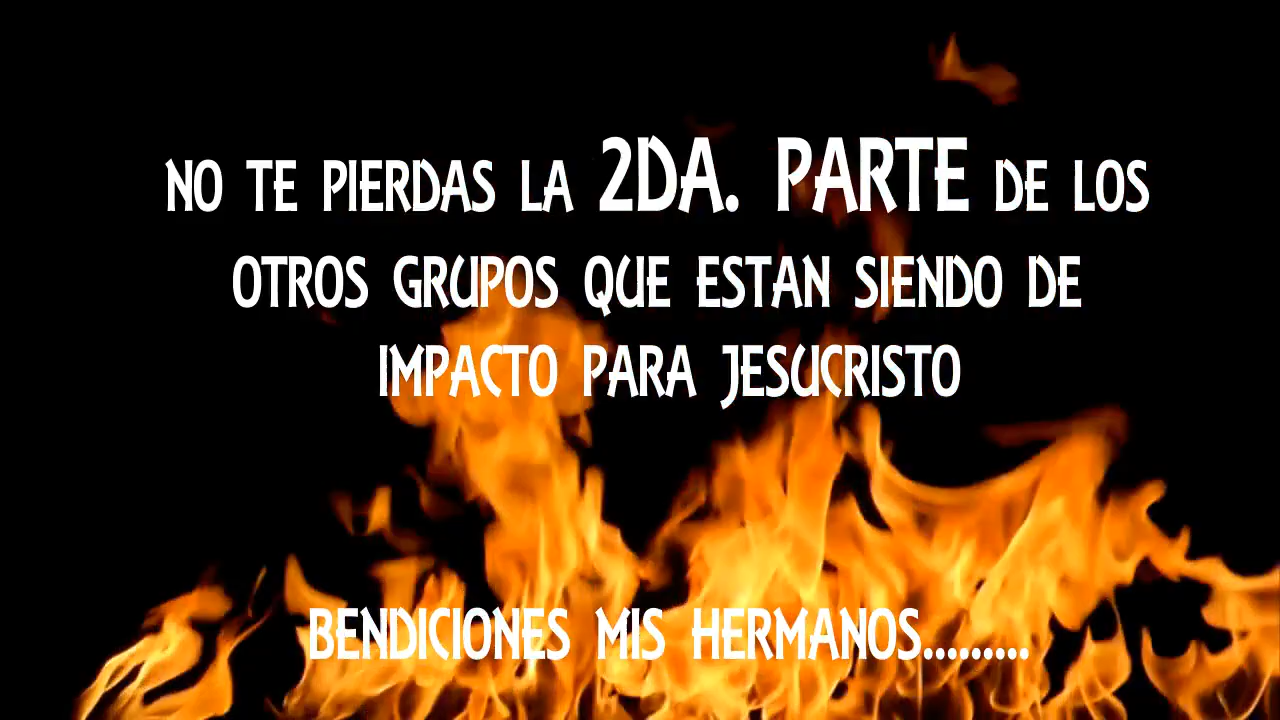 NO TE PIERDAS LA 2DA. PARTE DE LOS
OTROS GRUPOS QUE ESTAN SIENDO DE
IMPACTO PARA JESUCRISTO
BENDICIONES MIS HERMANOS.........